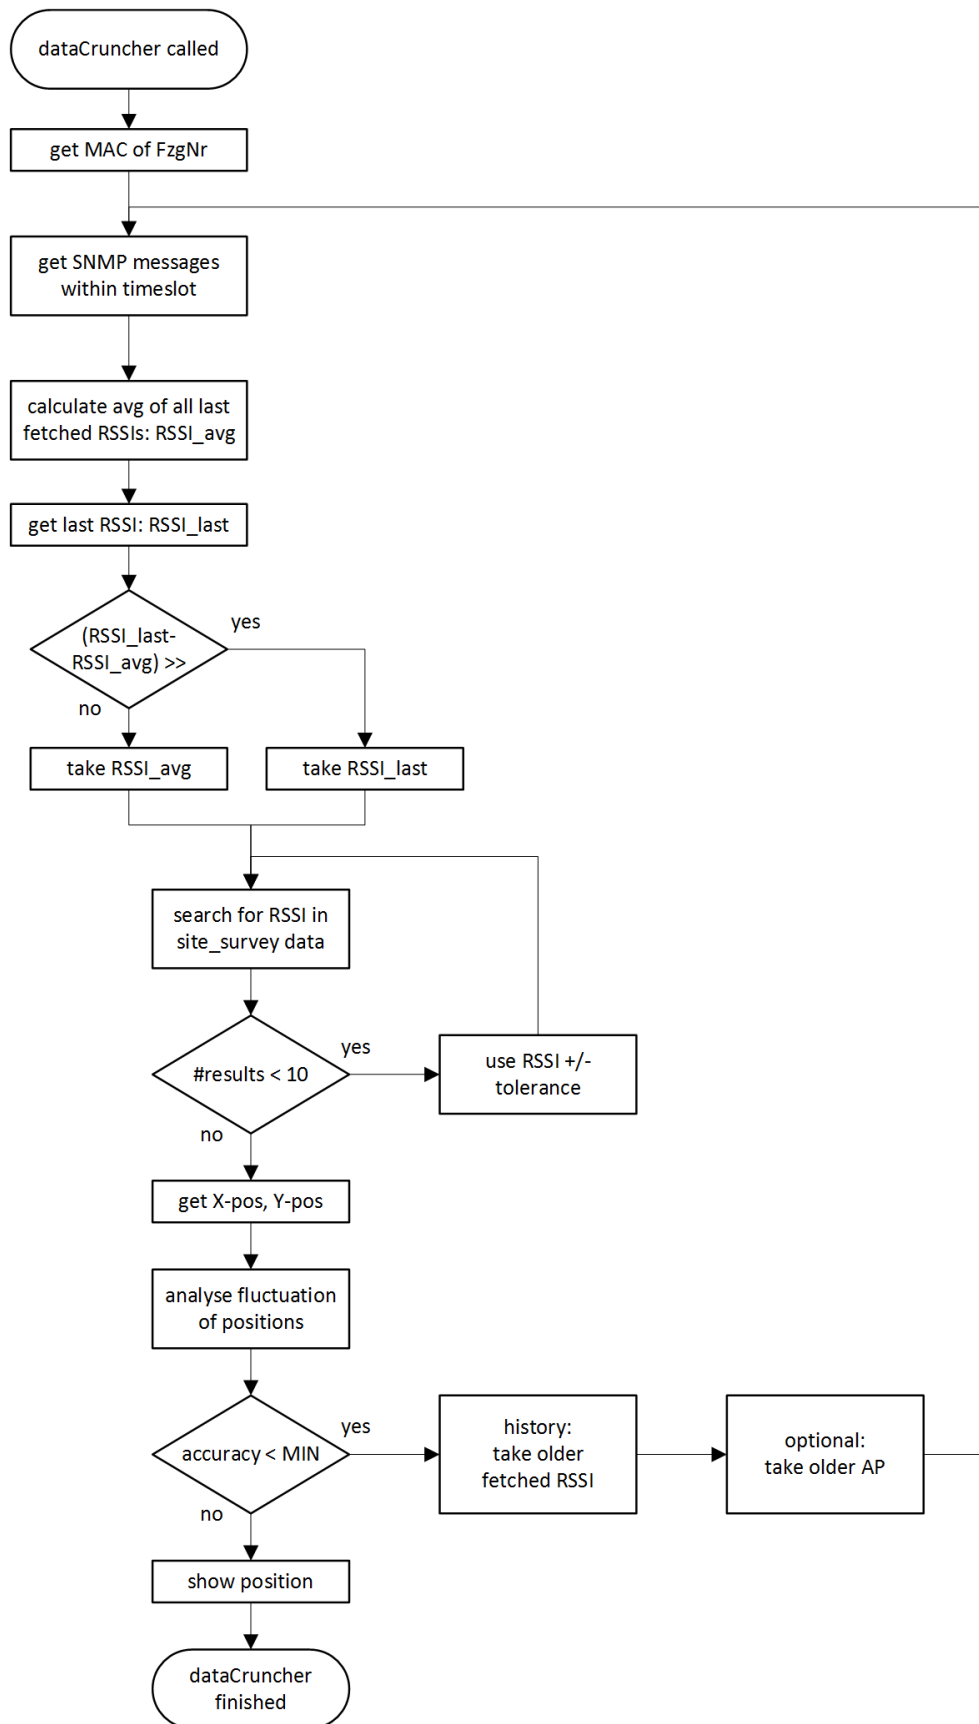 dataCruncher called
get MAC of FzgNr
get SNMP messages
within timeslot
calculate avg of all last
fetched RSSIs: RSSI_avg
get last RSSI: RSSI_last
(RSSI_last-
RSSI_avg) >>
yes
no
take RSSI_avg
take RSSI_last
search for RSSI in
site_survey data
#results < 10
yes
use RSSI +/-
tolerance
no
get X-pos, Y-pos
analyse fluctuation
of positions
accuracy < MIN
yes
history:
take older
fetched RSSI
optional:
take older AP
no
show position
dataCruncher
finished